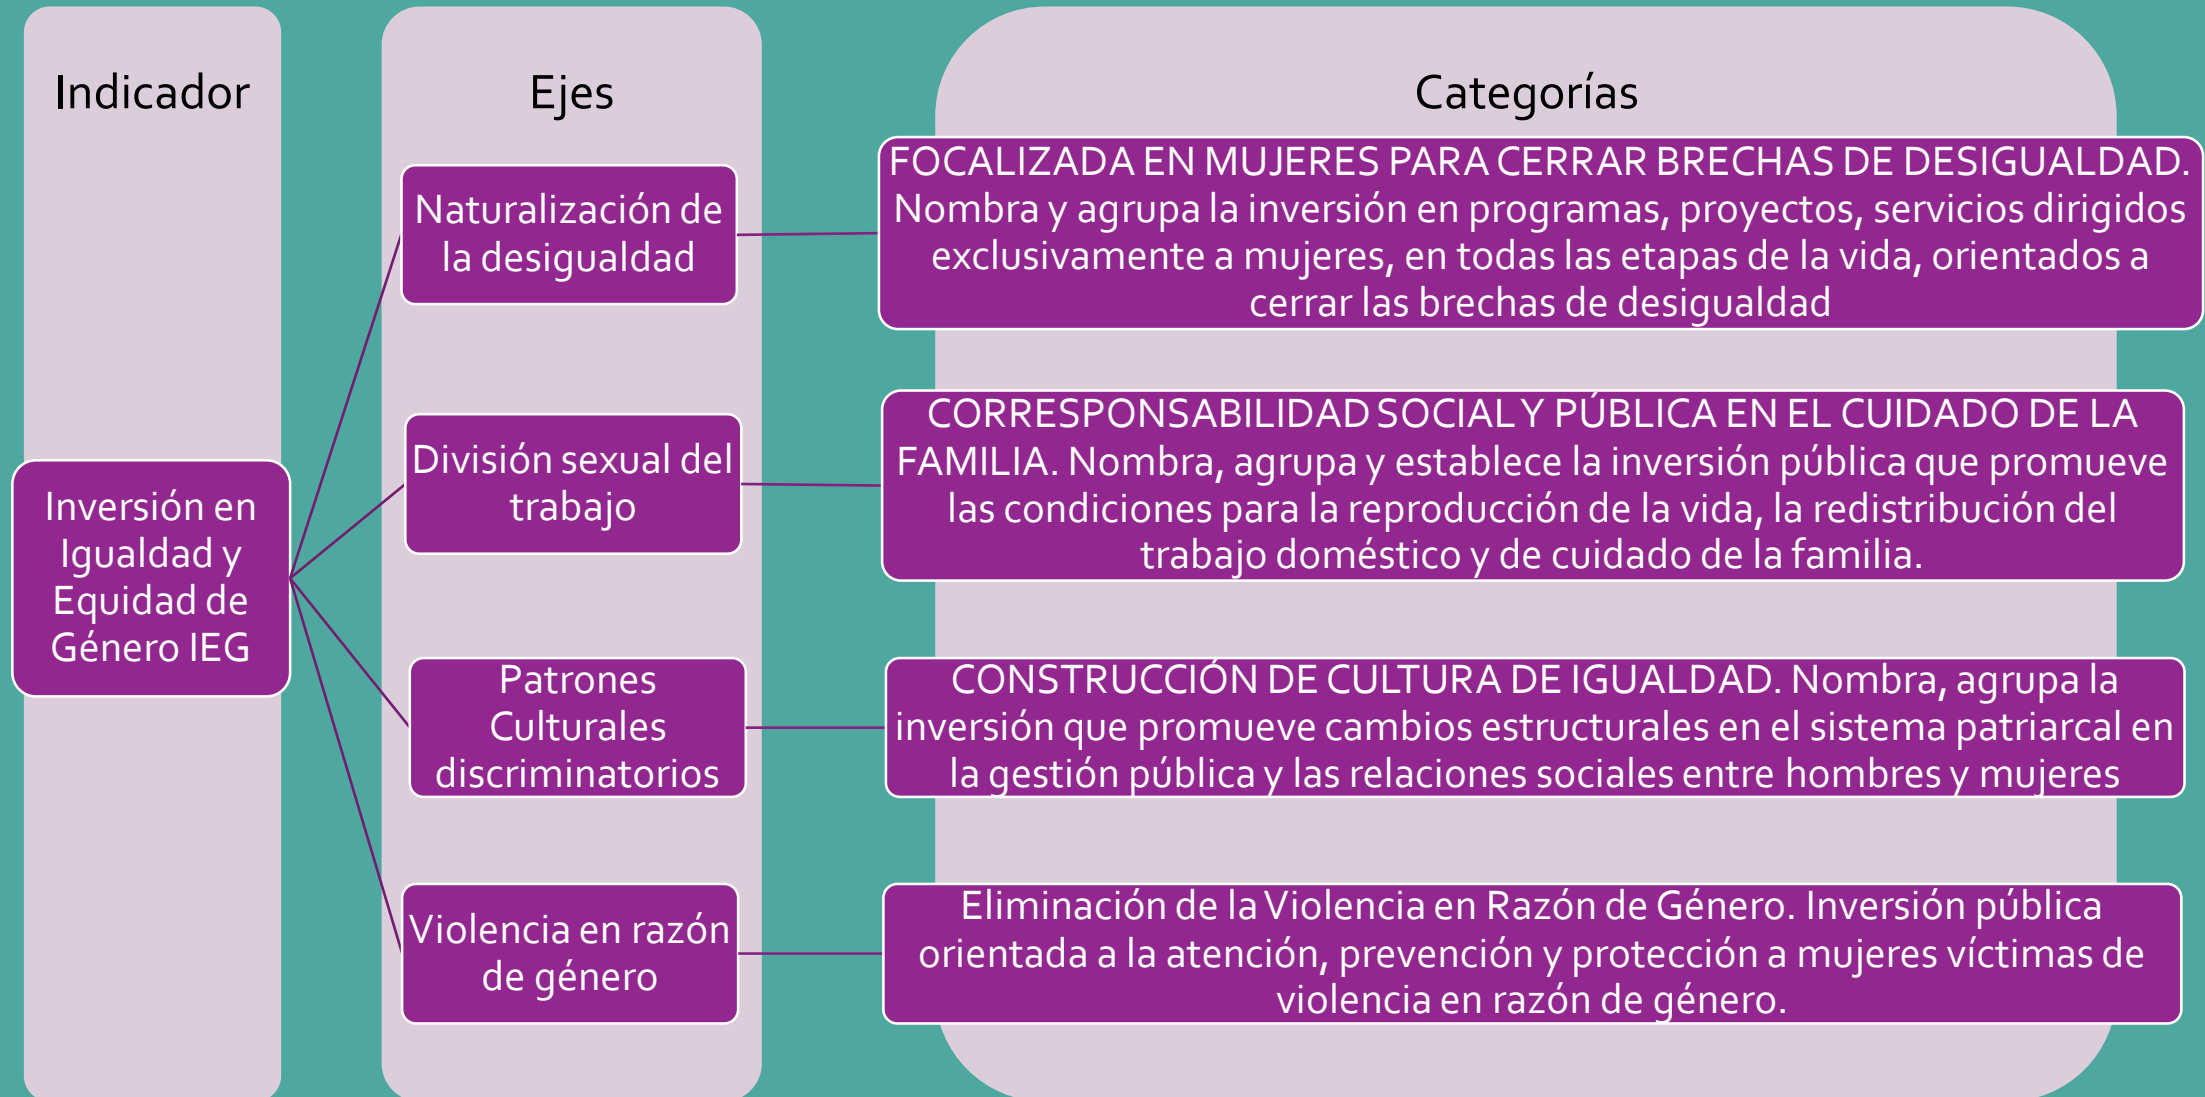 Indicador
Ejes
Categorías
Inversión en
Igualdad y
Equidad de
Género IEG
Naturalización de
la desigualdad
FOCALIZADA EN MUJERES PARA CERRAR BRECHAS DE DESIGUALDAD.
Nombra y agrupa la inversión en programas, proyectos, servicios dirigidos
exclusivamente a mujeres, en todas las etapas de la vida, orientados a
cerrar las brechas de desigualdad
División sexual del
trabajo
CORRESPONSABILIDAD SOCIAL Y PÚBLICA EN EL CUIDADO DE LA
FAMILIA. Nombra, agrupa y establece la inversión pública que promueve
las condiciones para la reproducción de la vida, la redistribución del
trabajo doméstico y de cuidado de la familia.
Patrones
Culturales
discriminatorios
CONSTRUCCIÓN DE CULTURA DE IGUALDAD. Nombra, agrupa la
inversión que promueve cambios estructurales en el sistema patriarcal en
la gestión pública y las relaciones sociales entre hombres y mujeres
Violencia en razón
de género
Eliminación de la Violencia en Razón de Género. Inversión pública
orientada a la atención, prevención y protección a mujeres víctimas de
violencia en razón de género.